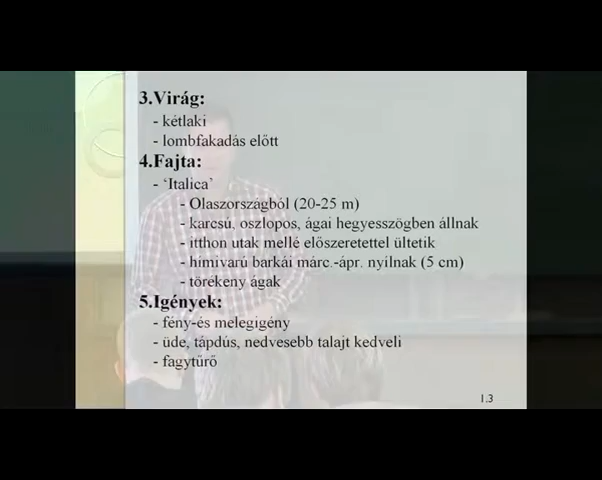 3.Virág:
- kétlaki
- lombfakadás előtt
4.Fajta:
- ‘Italica’
- Olaszországból (20-25 m)
- karcsú, oszlopos, ágai hegyesszögben állnak
- itthon utak mellé előszeretettel ültetik
- hímivarú barkái márc.-ápr. nyílnak (5 cm)
- törékeny ágak
5.Igények:
- fény-és melegigény
- üde, tápdús, nedvesebb talajt kedveli
- fagytűrő
1.3